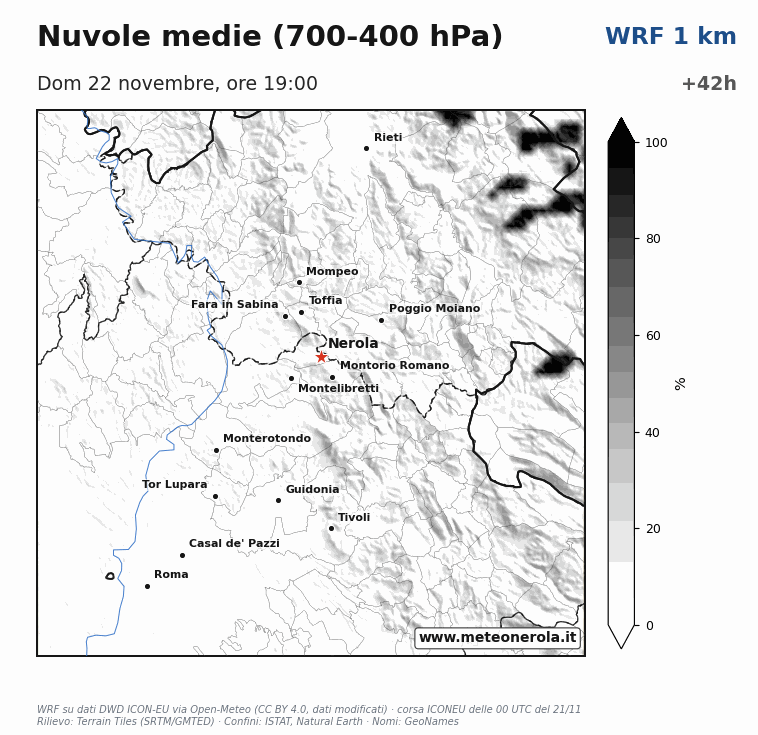 Nuvole medie (700-400 hPa)
WRF 1 km
Dom 22 novembre, ore 19:00
+42h
Rieti
Mompeo
Fara in Sabina
Toffia
Poggio Moiano
Nerola
Montorio Romano
Montelibretti
Monterotondo
Tor Lupara
Guidonia
Tivoli
Casal de' Pazzi
Roma
www.meteonerola.it
100
80
60
40
20
0
%
WRF su dati DWD ICON-EU via Open-Meteo (CC BY 4.0, dati modificati) · corsa ICONEU delle 00 UTC del 21/11
Rilievo: Terrain Tiles (SRTM/GMTED) · Confini: ISTAT, Natural Earth · Nomi: GeoNames